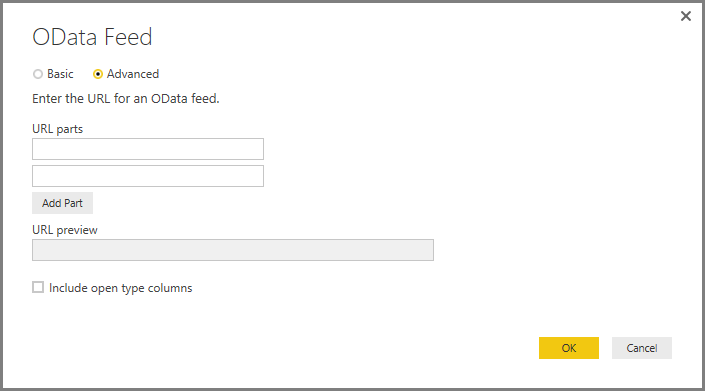 OData Feed
Basic Advanced
Enter the URL for an OData feed.
URL parts
Add Part
URL preview
Include open type columns
OK Cancel